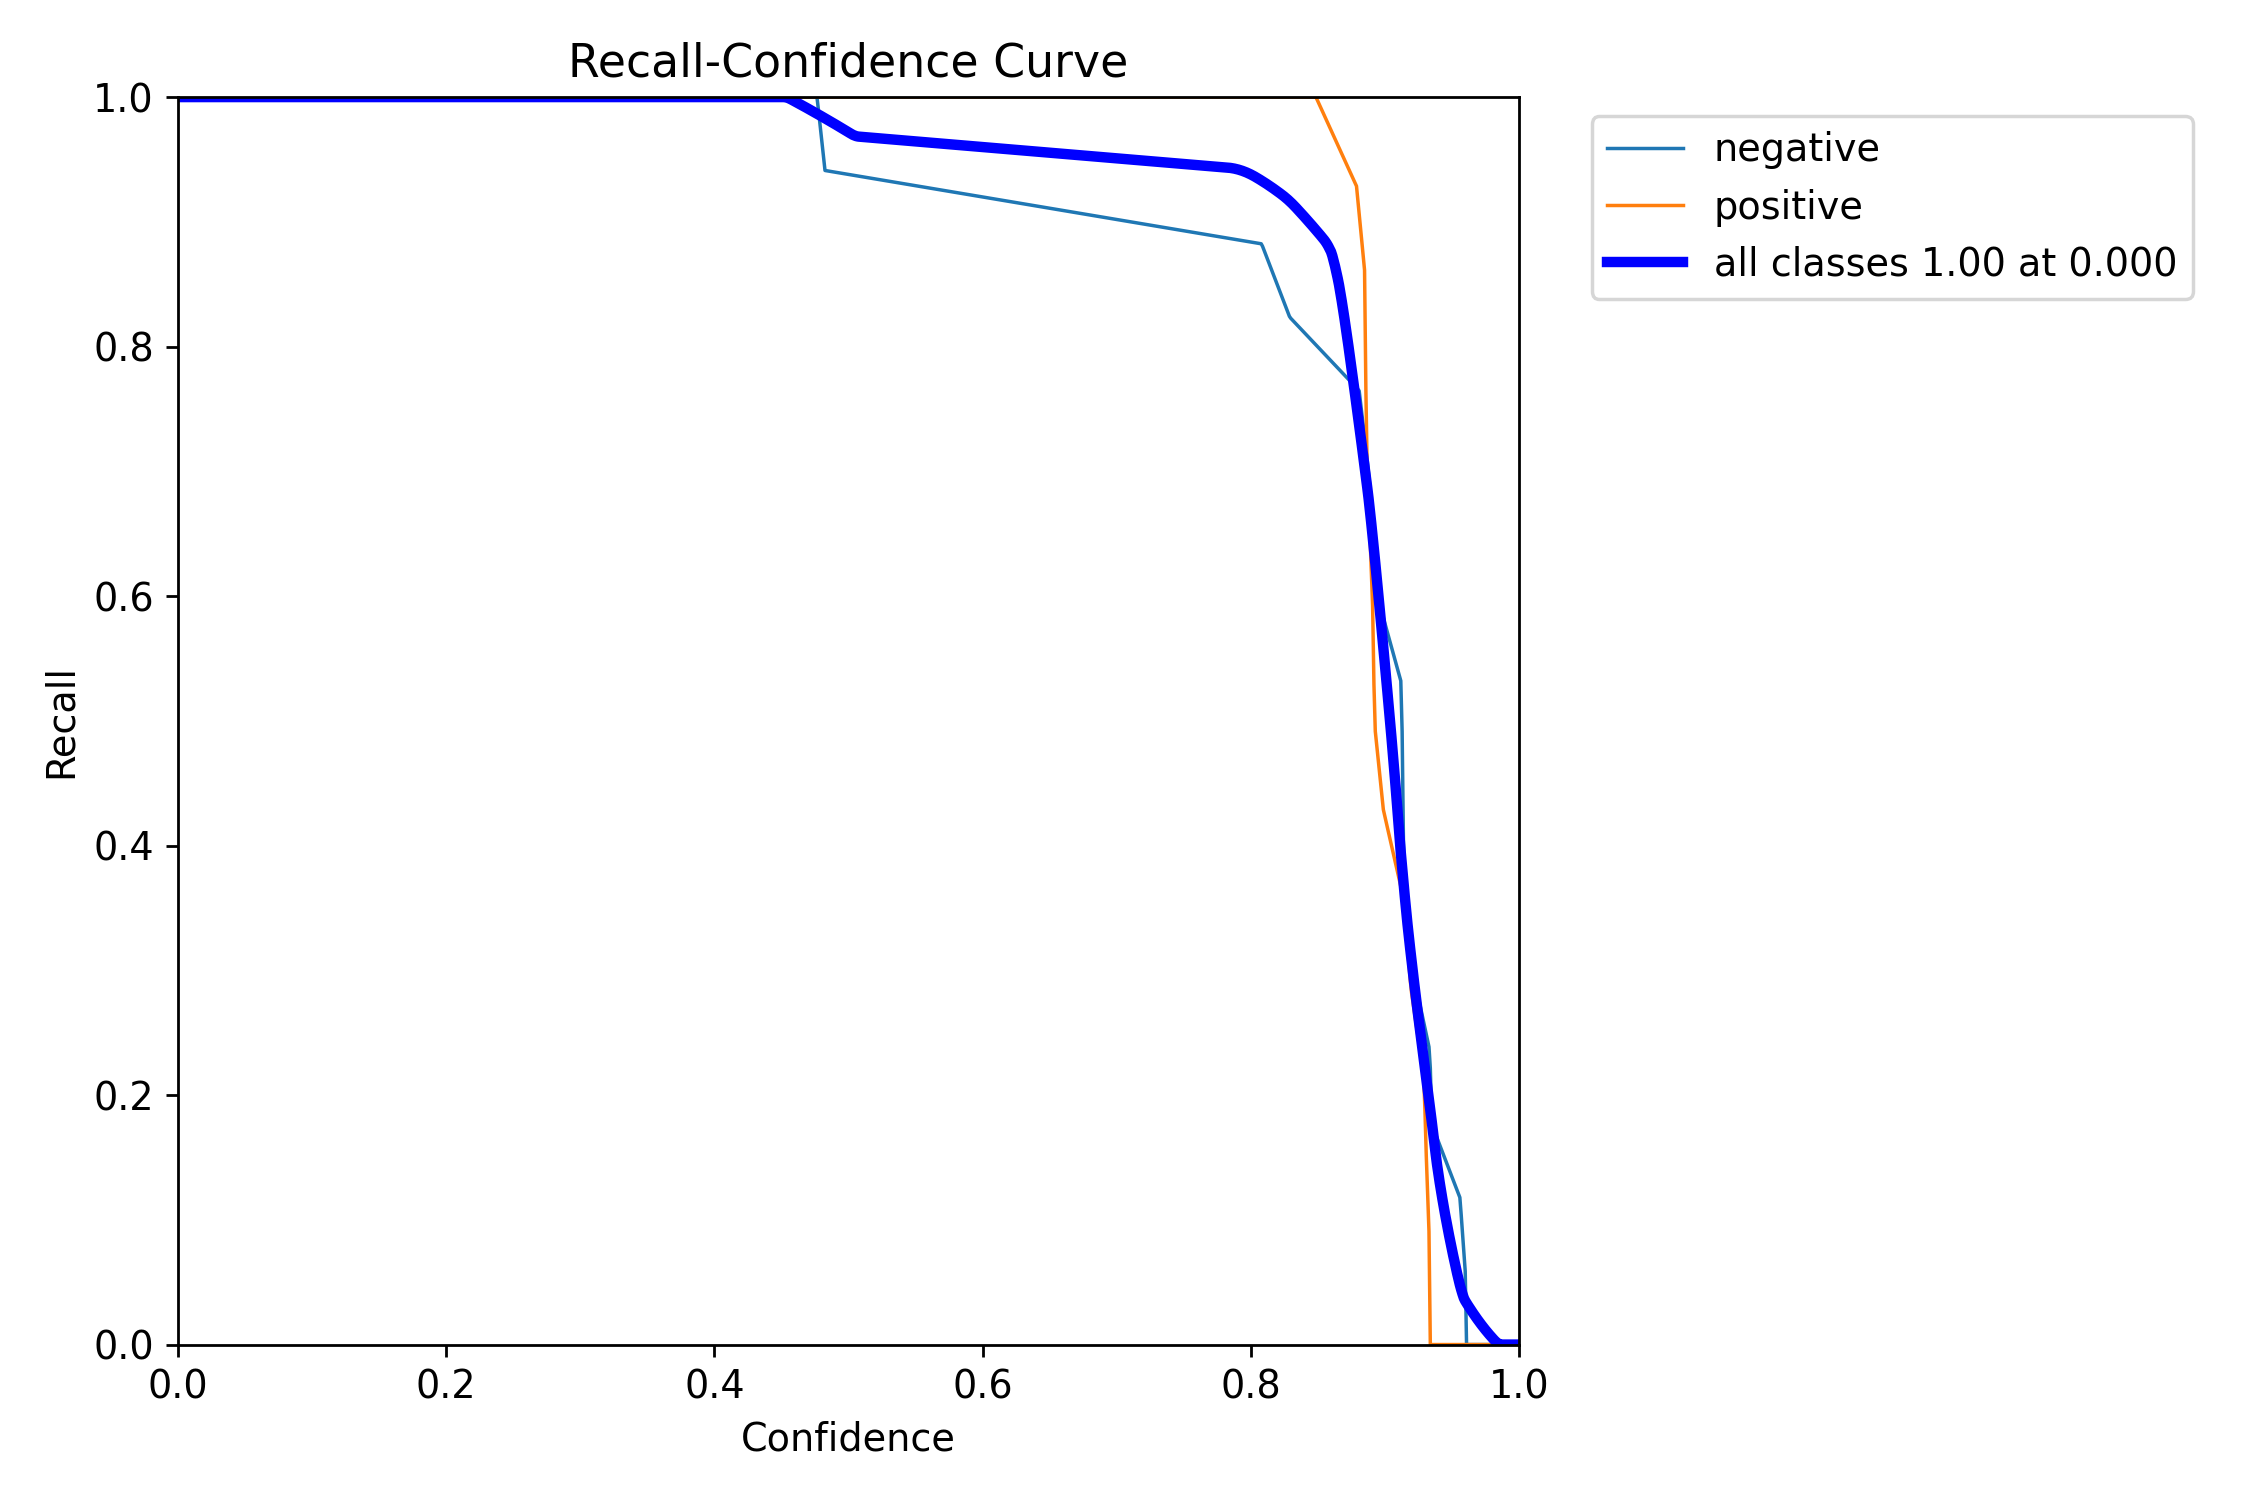 Recall-Confidence Curve
1.0
0.8
0.6
0.4
0.2
0.0
Recall
0.0 0.2 0.4 0.6 0.8 1.0
Confidence
negative
positive
all classes 1.00 at 0.000